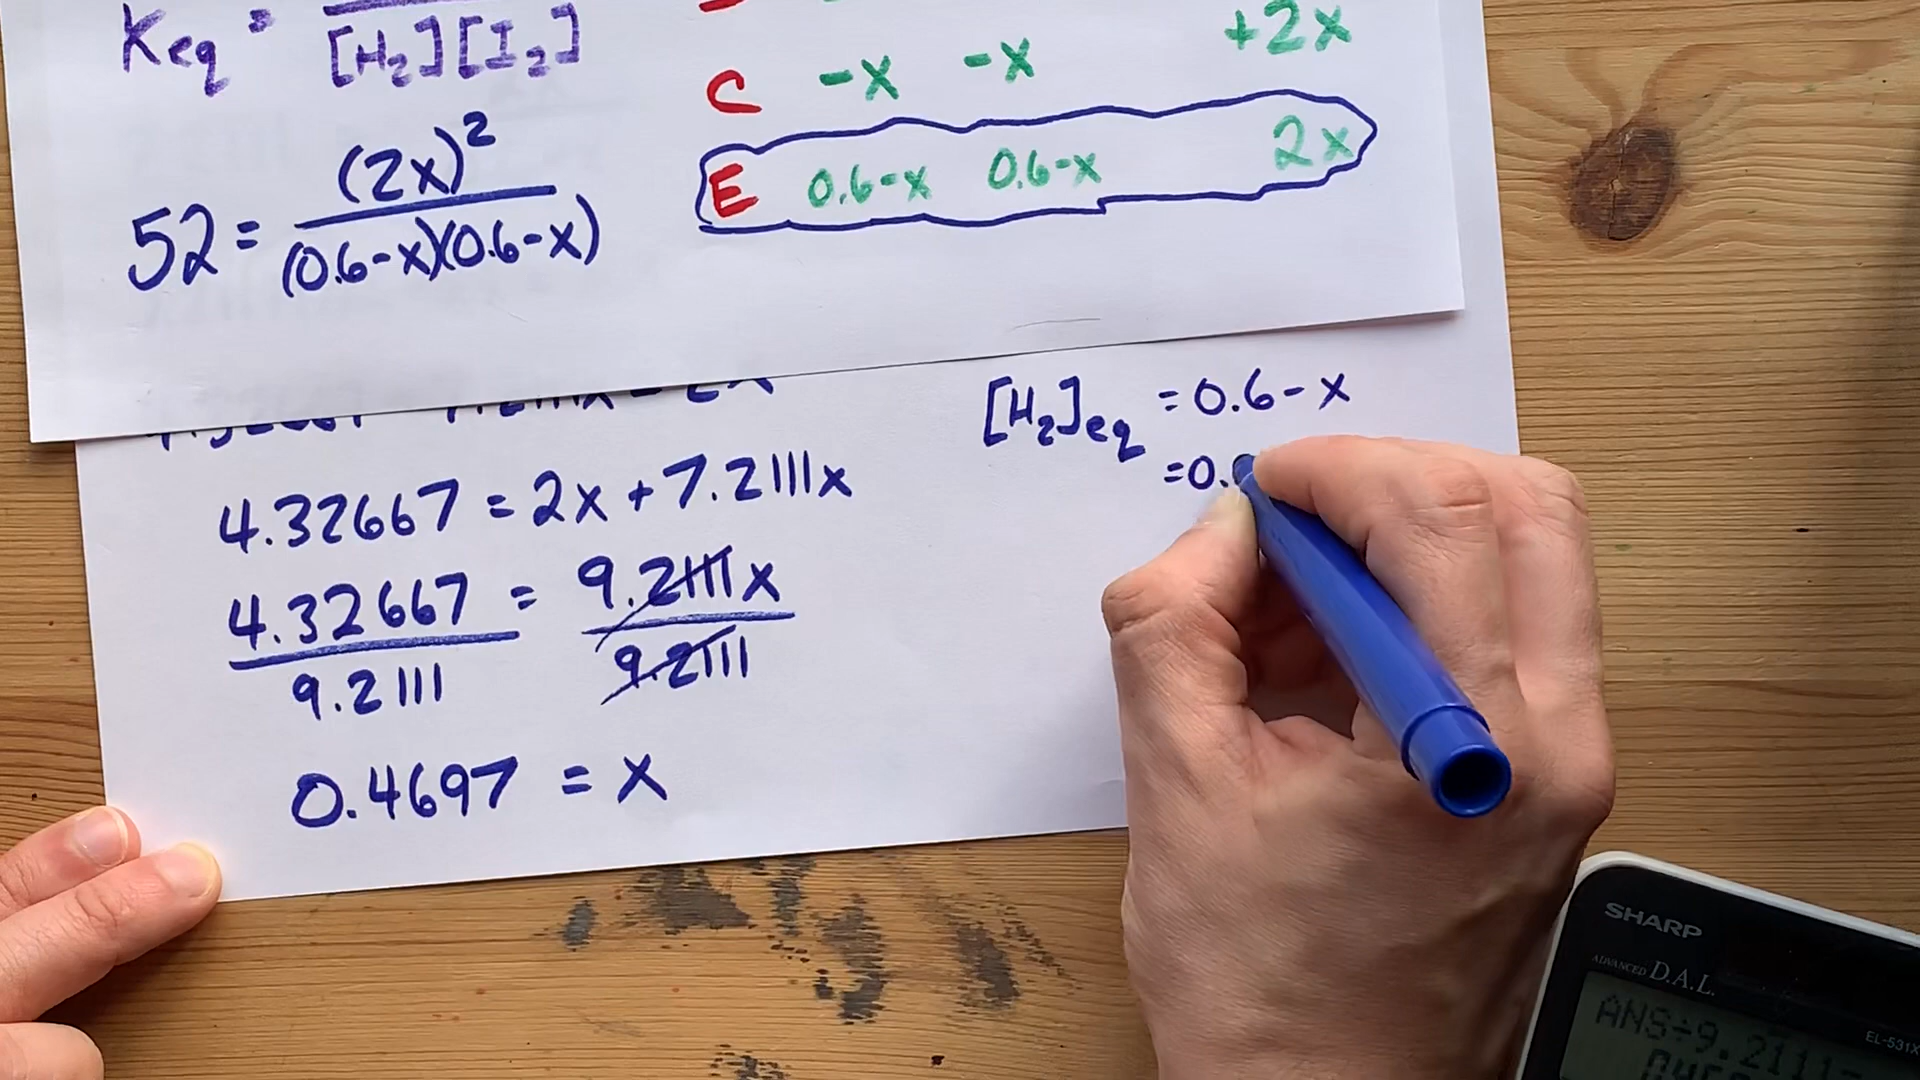 Keq =
[H₂][I₂]
52 = (2x)²
(0.6-x)(0.6-x)
+2x
C -x -x
E 0.6-x 0.6-x 2x
4.32667 = 2x + 7.2111x
4.32667 = 9.2111x
9.2111 9.2111
0.4697 = x
[H₂]eq = 0.6 - x
= 0.
SHARP
ADVANCED D.A.L.
EL-531X
ANS÷9.2111=